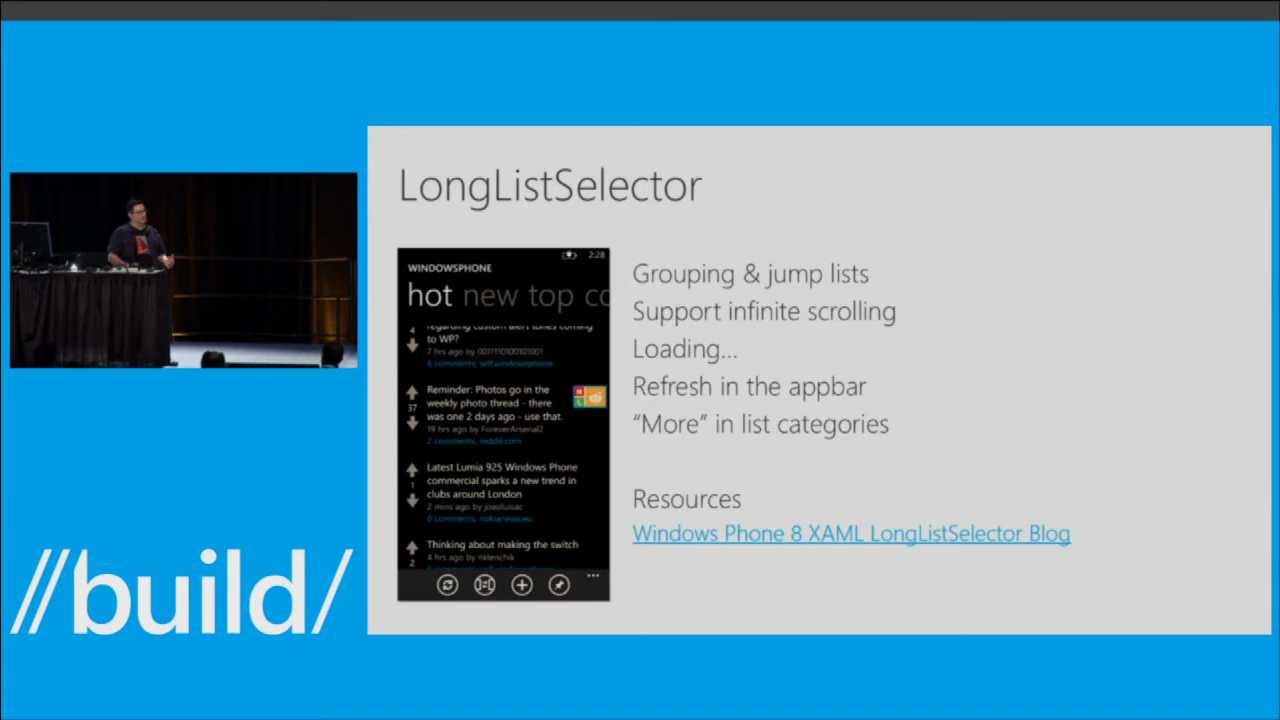 LongListSelector
2:28
WINDOWSPHONE
hot new top co
4
regarding custom alert tones coming
to WP?
7 hrs ago by 0011110100101001
6 comments; self.windowsphone
37
Reminder: Photos go in the
weekly photo thread - there
was one 2 days ago - use that.
19 hrs ago by ForeverArsenal2
2 comments; reddit.com
1
Latest Lumia 925 Windows Phone
commercial sparks a new trend in
clubs around London
2 mins ago by joaoluisac
0 comments; nokianews.eu
2
Thinking about making the switch
4 hrs ago by nklenchik
...
Grouping & jump lists
Support infinite scrolling
Loading...
Refresh in the appbar
“More” in list categories
Resources
Windows Phone 8 XAML LongListSelector Blog
//build/